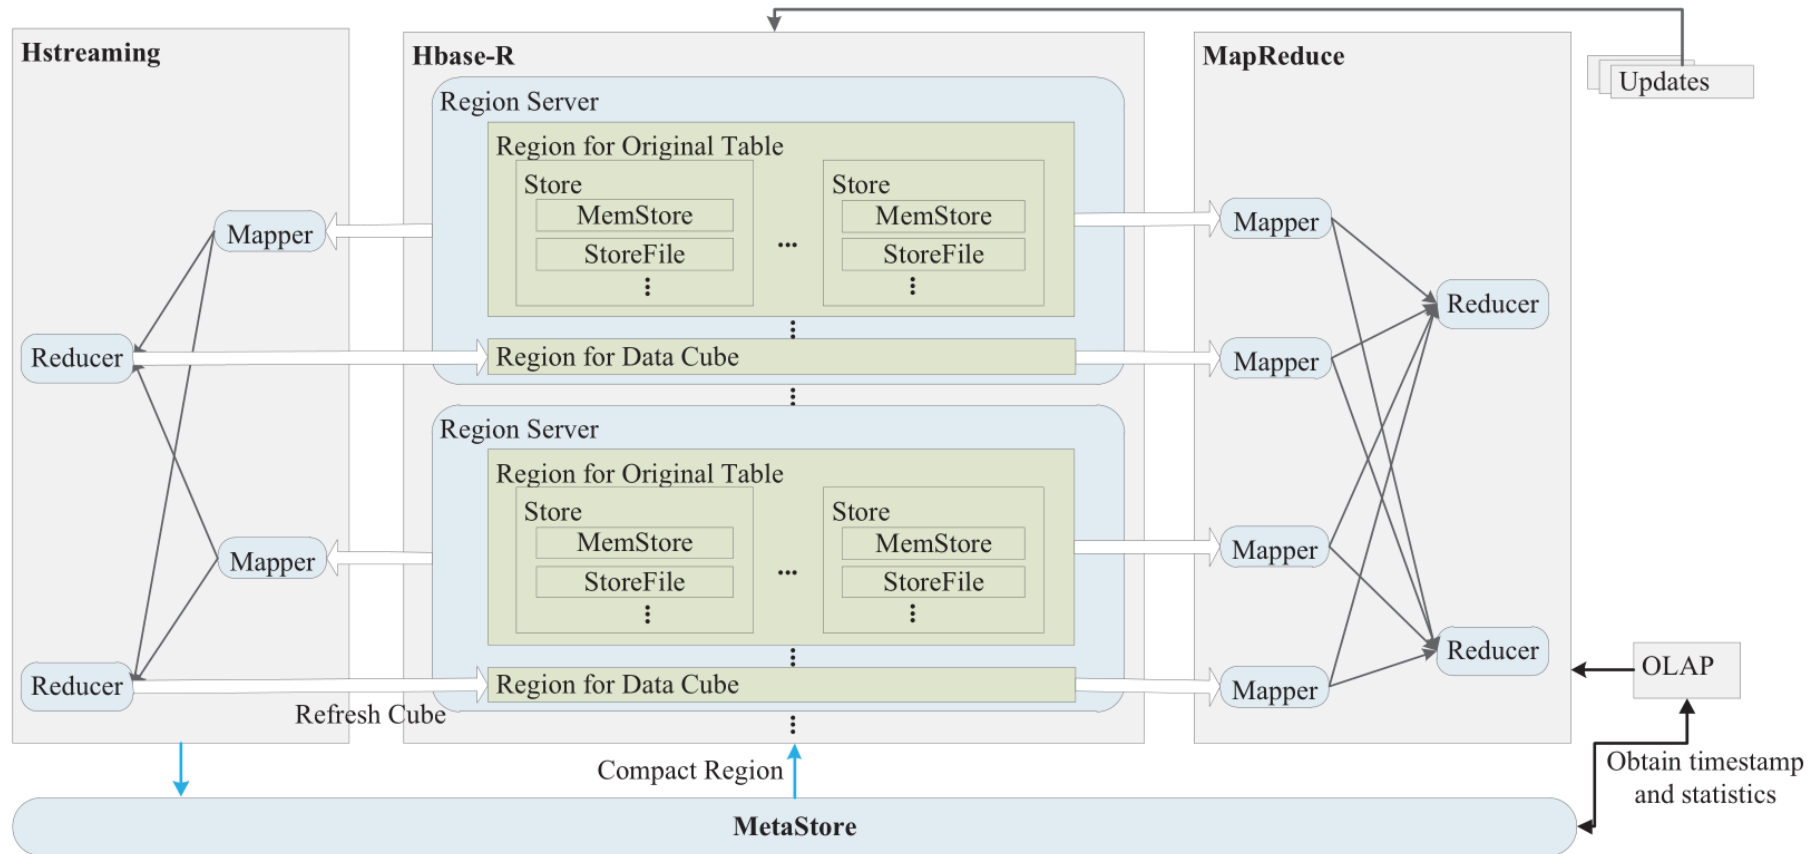 Hstreaming
Mapper
Reducer
Mapper
Reducer
Refresh Cube
Hbase-R
Region Server
Region for Original Table
Store
MemStore
StoreFile
...
Store
MemStore
StoreFile
Region for Data Cube
Region Server
Region for Original Table
Store
MemStore
StoreFile
...
Store
MemStore
StoreFile
Region for Data Cube
MapReduce
Mapper
Reducer
Mapper
Mapper
Reducer
Mapper
Updates
OLAP
Obtain timestamp
and statistics
Compact Region
MetaStore